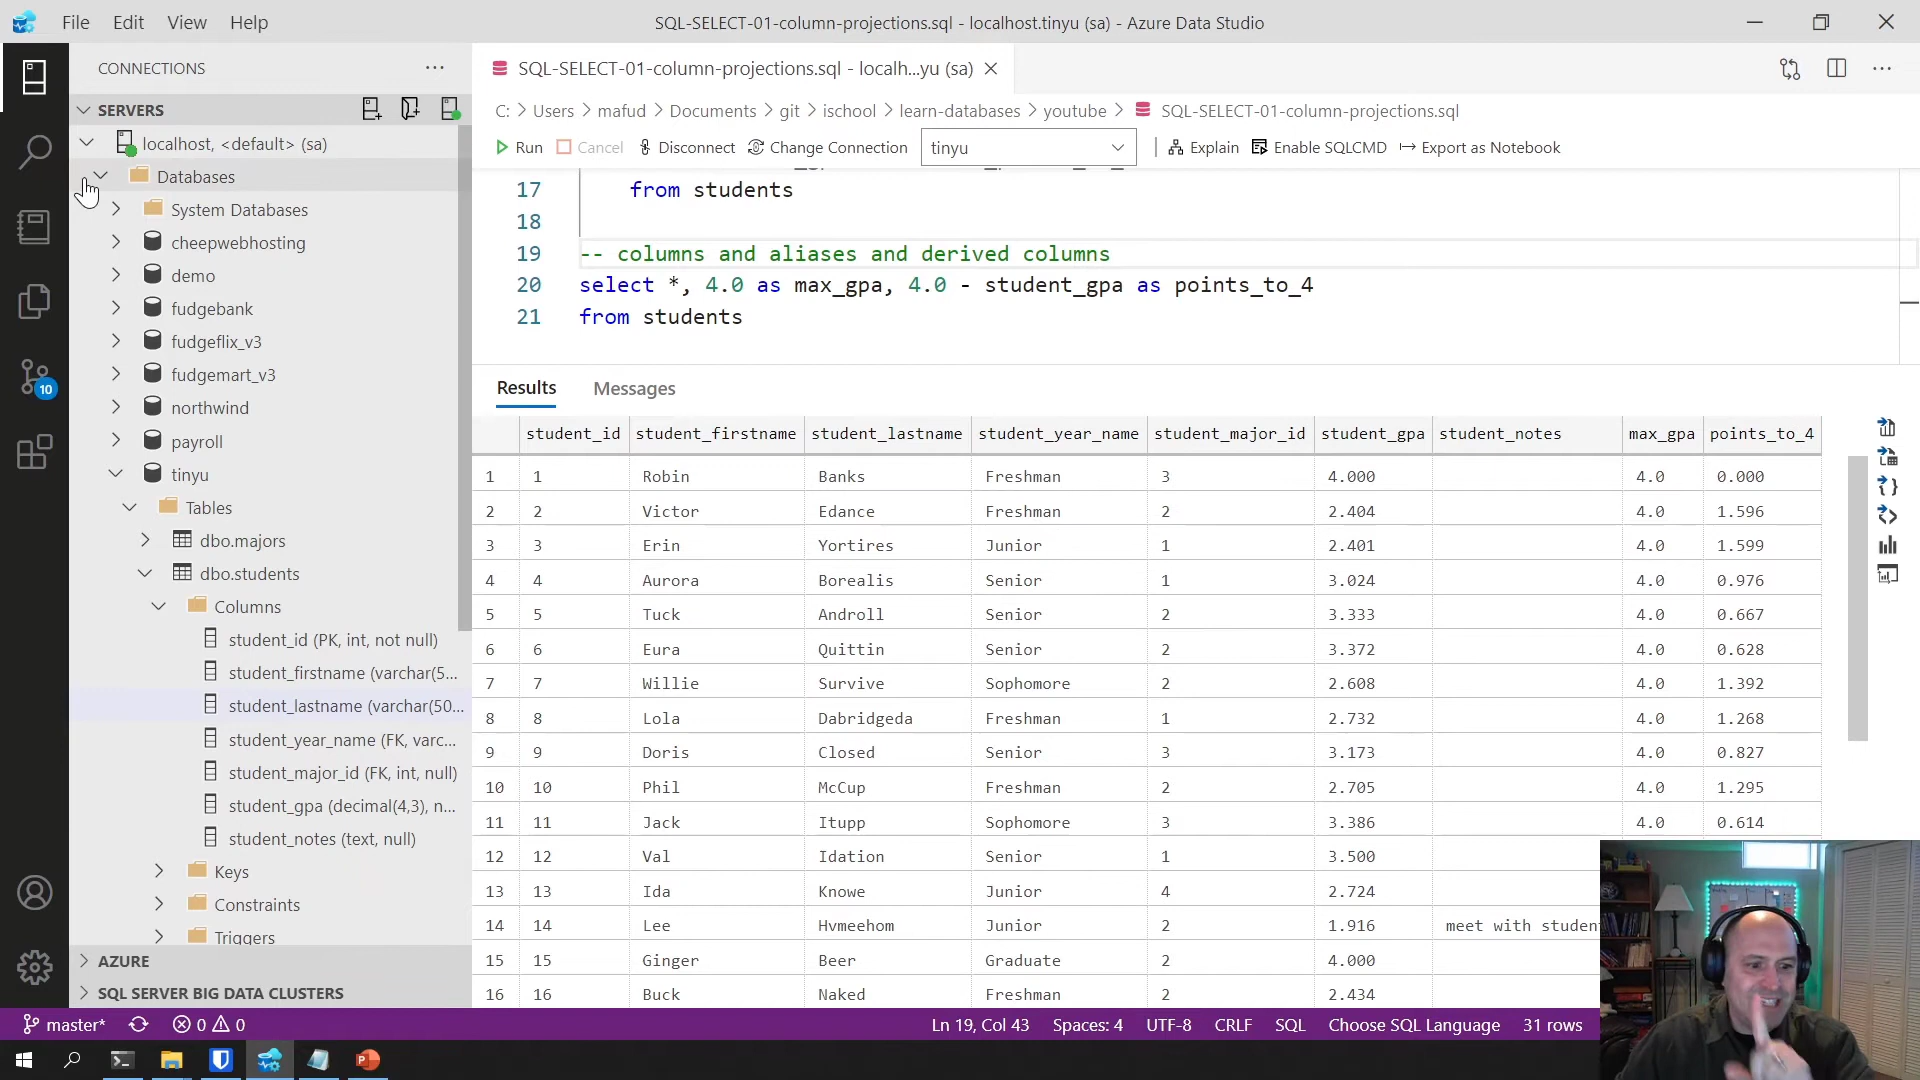 File Edit View Help
SQL-SELECT-01-column-projections.sql - localhost.tinyu (sa) - Azure Data Studio
CONNECTIONS
SQL-SELECT-01-column-projections.sql - localh...yu (sa)
SERVERS
C: > Users > mafud > Documents > git > ischool > learn-databases > youtube > SQL-SELECT-01-column-projections.sql
Run Cancel Disconnect Change Connection tinyu Explain Enable SQLCMD Export as Notebook
localhost, <default> (sa)
Databases
System Databases
cheepwebhosting
demo
fudgebank
fudgeflix_v3
fudgemart_v3
northwind
payroll
tinyu
Tables
dbo.majors
dbo.students
Columns
student_id (PK, int, not null)
student_firstname (varchar(5...
student_lastname (varchar(50...
student_year_name (FK, varc...
student_major_id (FK, int, null)
student_gpa (decimal(4,3), n...
student_notes (text, null)
Keys
Constraints
Triggers
AZURE
SQL SERVER BIG DATA CLUSTERS
10
17 from students
18
19 -- columns and aliases and derived columns
20 select *, 4.0 as max_gpa, 4.0 - student_gpa as points_to_4
21 from students
Results Messages
student_id student_firstname student_lastname student_year_name student_major_id student_gpa student_notes max_gpa points_to_4
1 1 Robin Banks Freshman 3 4.000 4.0 0.000
2 2 Victor Edance Freshman 2 2.404 4.0 1.596
3 3 Erin Yortires Junior 1 2.401 4.0 1.599
4 4 Aurora Borealis Senior 1 3.024 4.0 0.976
5 5 Tuck Androll Senior 2 3.333 4.0 0.667
6 6 Eura Quittin Senior 2 3.372 4.0 0.628
7 7 Willie Survive Sophomore 2 2.608 4.0 1.392
8 8 Lola Dabridgeda Freshman 1 2.732 4.0 1.268
9 9 Doris Closed Senior 3 3.173 4.0 0.827
10 10 Phil McCup Freshman 2 2.705 4.0 1.295
11 11 Jack Itupp Sophomore 3 3.386 4.0 0.614
12 12 Val Idation Senior 1 3.500
13 13 Ida Knowe Junior 4 2.724
14 14 Lee Hvmeehom Junior 2 1.916 meet with studen
15 15 Ginger Beer Graduate 2 4.000
16 16 Buck Naked Freshman 2 2.434
master* 0 0 Ln 19, Col 43 Spaces: 4 UTF-8 CRLF SQL Choose SQL Language 31 rows